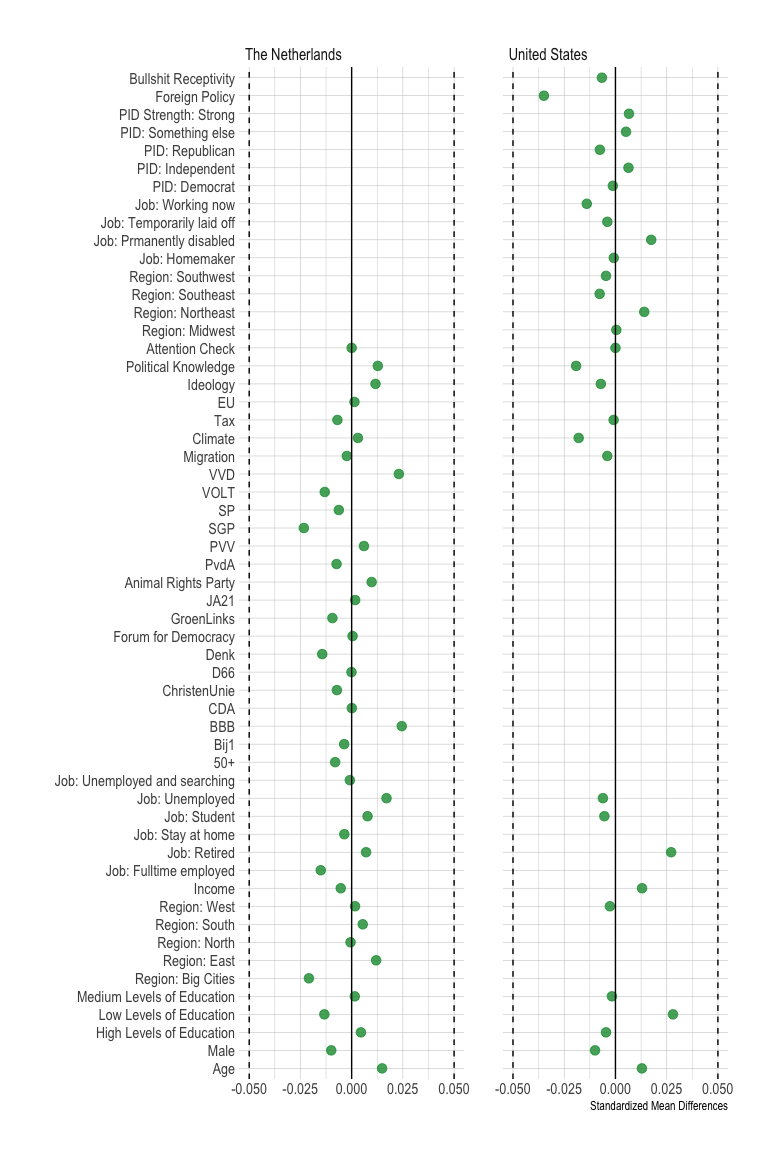 The Netherlands
United States
Bullshit Receptivity
Foreign Policy
PID Strength: Strong
PID: Something else
PID: Republican
PID: Independent
PID: Democrat
Job: Working now
Job: Temporarily laid off
Job: Prmanently disabled
Job: Homemaker
Region: Southwest
Region: Southeast
Region: Northeast
Region: Midwest
Attention Check
Political Knowledge
Ideology
EU
Tax
Climate
Migration
VVD
VOLT
SP
SGP
PVV
PvdA
Animal Rights Party
JA21
GroenLinks
Forum for Democracy
Denk
D66
ChristenUnie
CDA
BBB
Bij1
50+
Job: Unemployed and searching
Job: Unemployed
Job: Student
Job: Stay at home
Job: Retired
Job: Fulltime employed
Income
Region: West
Region: South
Region: North
Region: East
Region: Big Cities
Medium Levels of Education
Low Levels of Education
High Levels of Education
Male
Age
-0.050 -0.025 0.000 0.025 0.050 -0.050 -0.025 0.000 0.025 0.050
Standardized Mean Differences